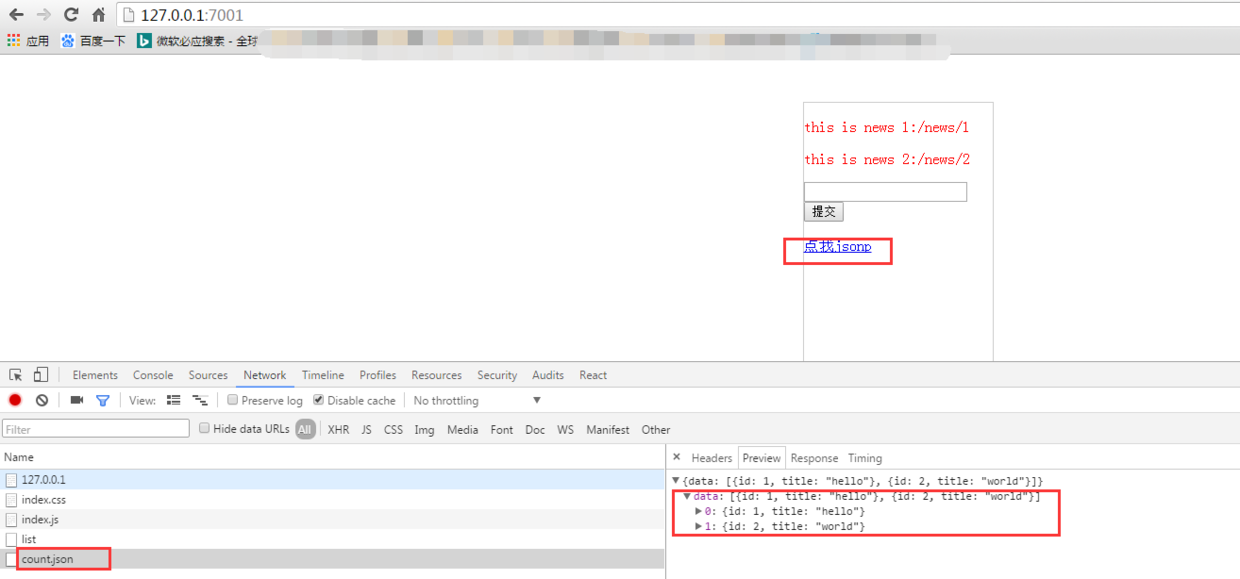 127.0.0.1:7001
应用 百度一下 微软必应搜索 - 全球
this is news 1:/news/1
this is news 2:/news/2
提交
点我jsonp
Elements Console Sources Network Timeline Profiles Resources Security Audits React
View: Preserve log Disable cache No throttling
Filter Hide data URLs All XHR JS CSS Img Media Font Doc WS Manifest Other
Name
127.0.0.1
index.css
index.js
list
count.json
Headers Preview Response Timing
{data: [{id: 1, title: "hello"}, {id: 2, title: "world"}]}
data: [{id: 1, title: "hello"}, {id: 2, title: "world"}]
0: {id: 1, title: "hello"}
1: {id: 2, title: "world"}